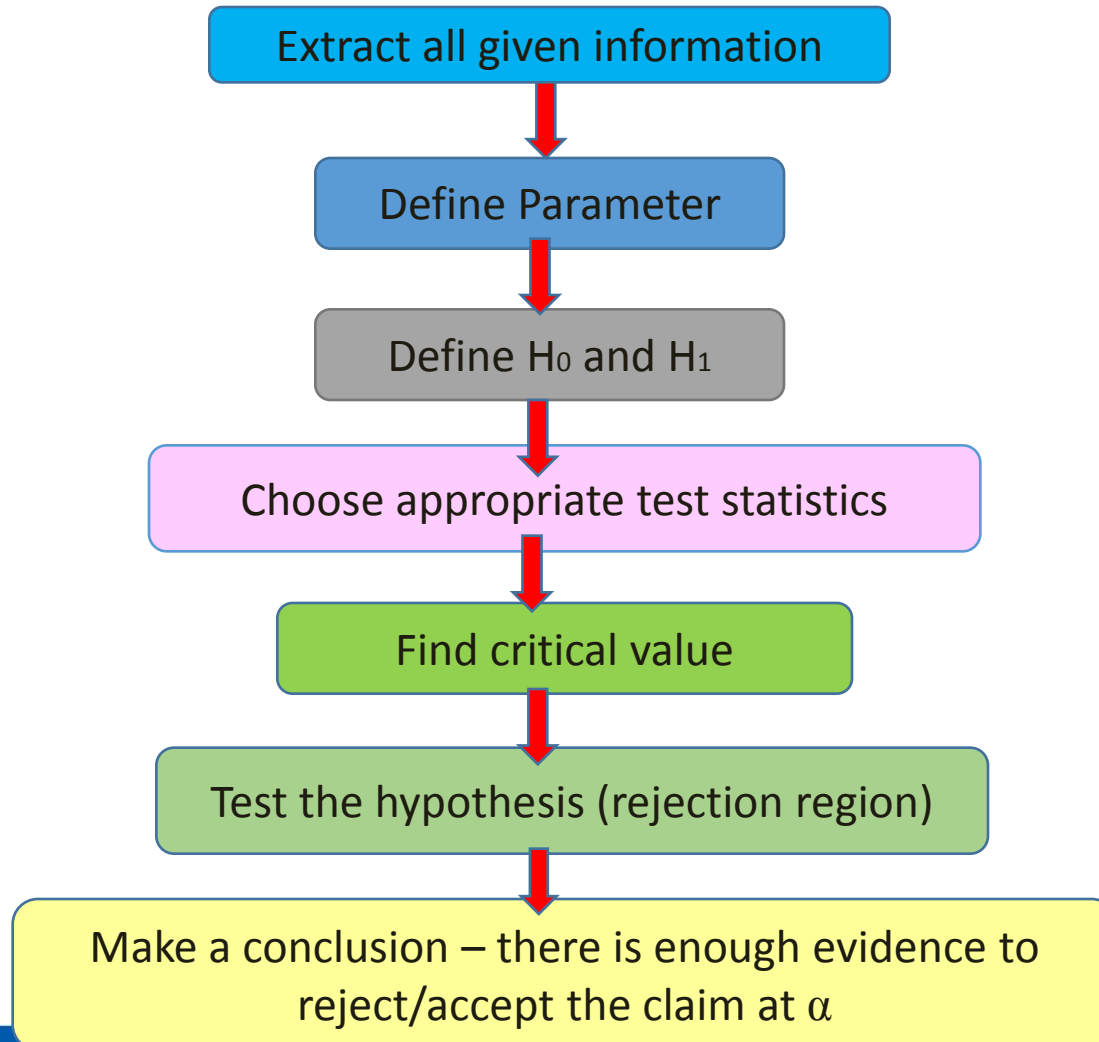 Extract all given information
Define Parameter
Define H₀ and H₁
Choose appropriate test statistics
Find critical value
Test the hypothesis (rejection region)
Make a conclusion – there is enough evidence to
reject/accept the claim at α